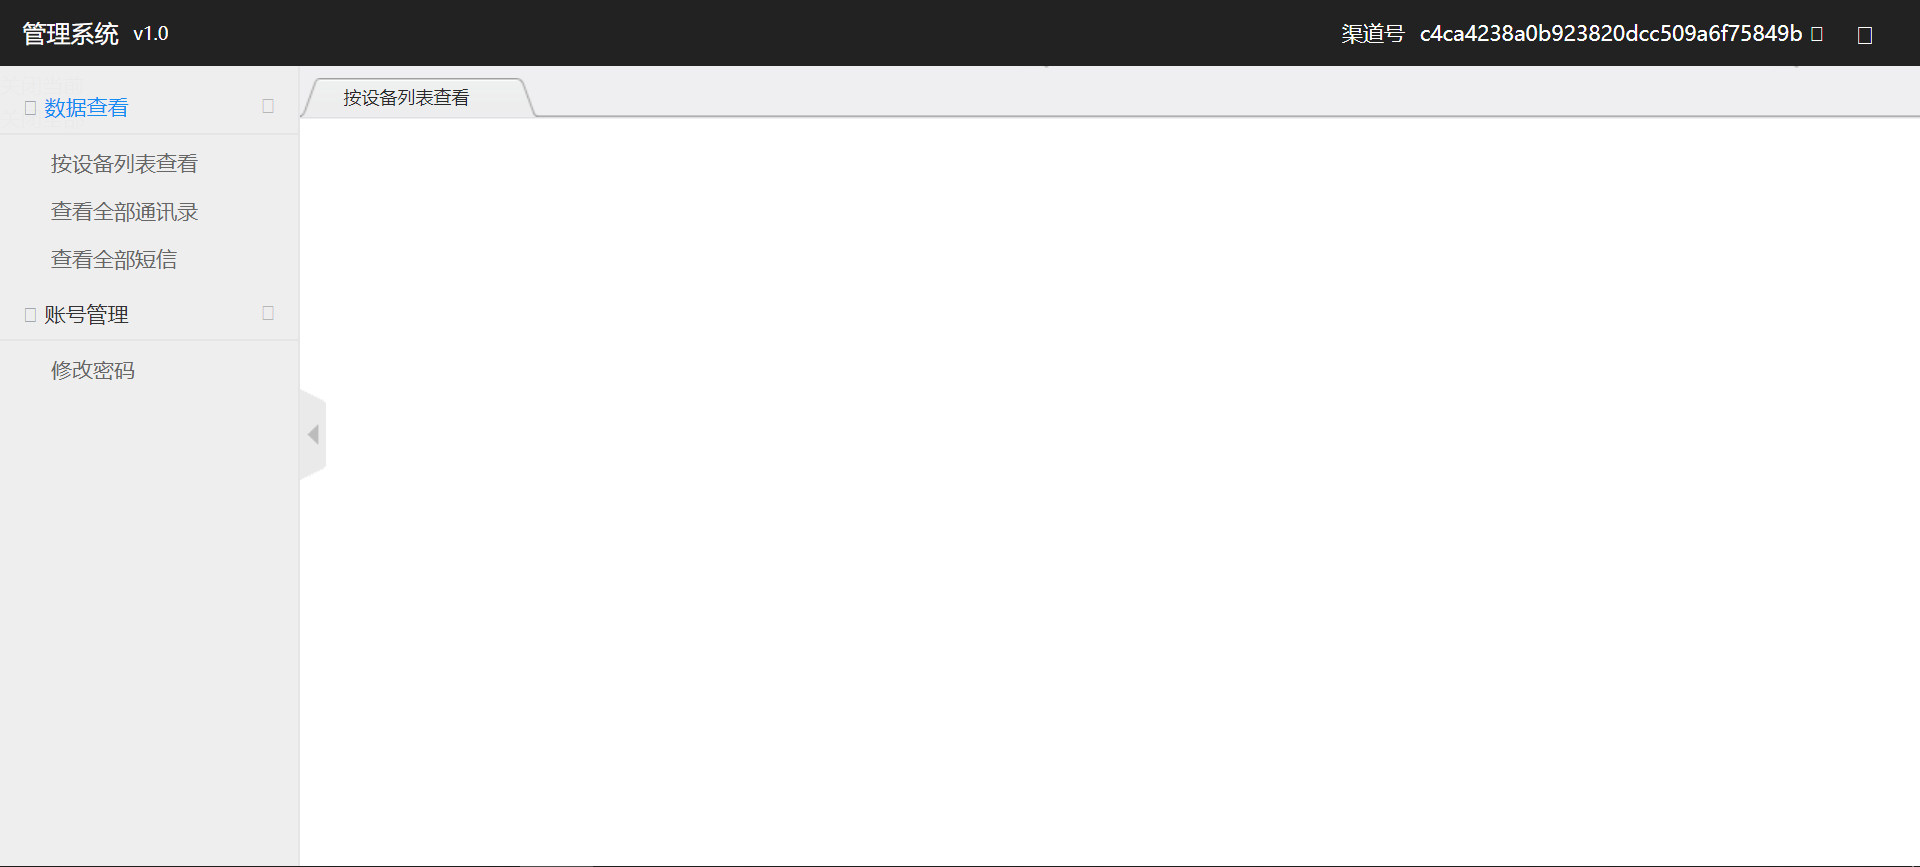 管理系统 v1.0
渠道号 c4ca4238a0b923820dcc509a6f75849b
数据查看
按设备列表查看
查看全部通讯录
查看全部短信
账号管理
修改密码
按设备列表查看